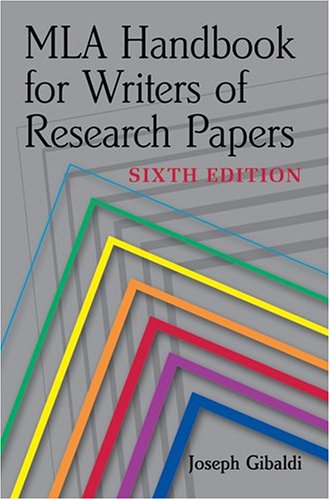 MLA Handbook
for Writers of
Research Papers
SIXTH EDITION
Joseph Gibaldi